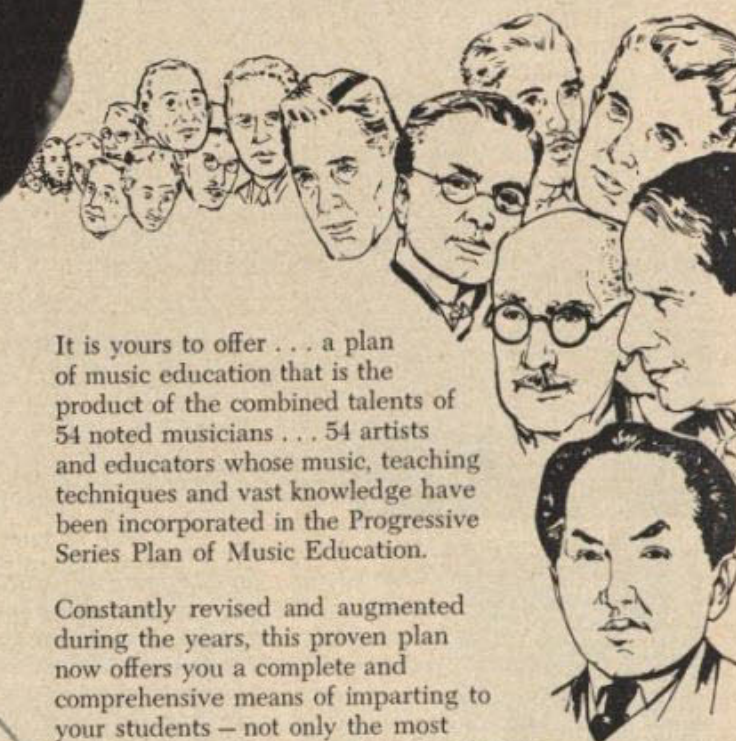 It is yours to offer . . . a plan
of music education that is the
product of the combined talents of
54 noted musicians . . . 54 artists
and educators whose music, teaching
techniques and vast knowledge have
been incorporated in the Progressive
Series Plan of Music Education.
Constantly revised and augmented
during the years, this proven plan
now offers you a complete and
comprehensive means of imparting to
your students — not only the most